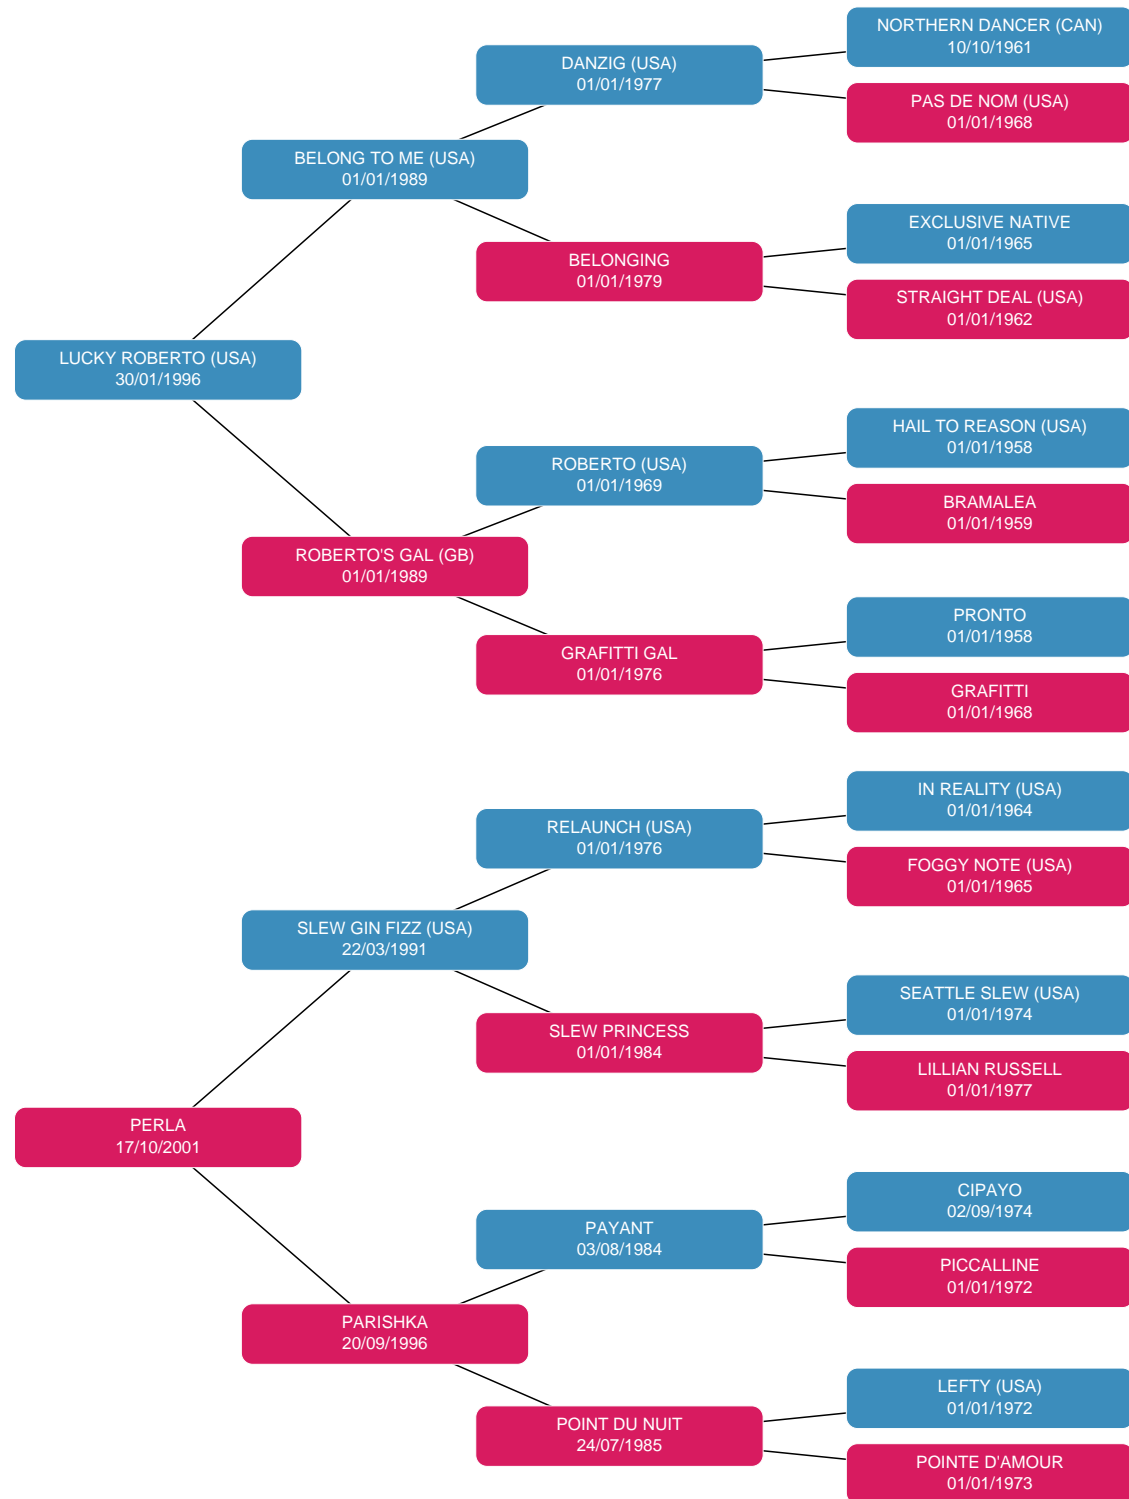 NORTHERN DANCER (CAN)
10/10/1961
DANZIG (USA)
01/01/1977
PAS DE NOM (USA)
01/01/1968
BELONG TO ME (USA)
01/01/1989
EXCLUSIVE NATIVE
01/01/1965
BELONGING
01/01/1979
STRAIGHT DEAL (USA)
01/01/1962
LUCKY ROBERTO (USA)
30/01/1996
HAIL TO REASON (USA)
01/01/1958
ROBERTO (USA)
01/01/1969
BRAMALEA
01/01/1959
ROBERTO'S GAL (GB)
01/01/1989
PRONTO
01/01/1958
GRAFITTI GAL
01/01/1976
GRAFITTI
01/01/1968
IN REALITY (USA)
01/01/1964
RELAUNCH (USA)
01/01/1976
FOGGY NOTE (USA)
01/01/1965
SLEW GIN FIZZ (USA)
22/03/1991
SEATTLE SLEW (USA)
01/01/1974
SLEW PRINCESS
01/01/1984
LILLIAN RUSSELL
01/01/1977
PERLA
17/10/2001
CIPAYO
02/09/1974
PAYANT
03/08/1984
PICCALLINE
01/01/1972
PARISHKA
20/09/1996
LEFTY (USA)
01/01/1972
POINT DU NUIT
24/07/1985
POINTE D'AMOUR
01/01/1973